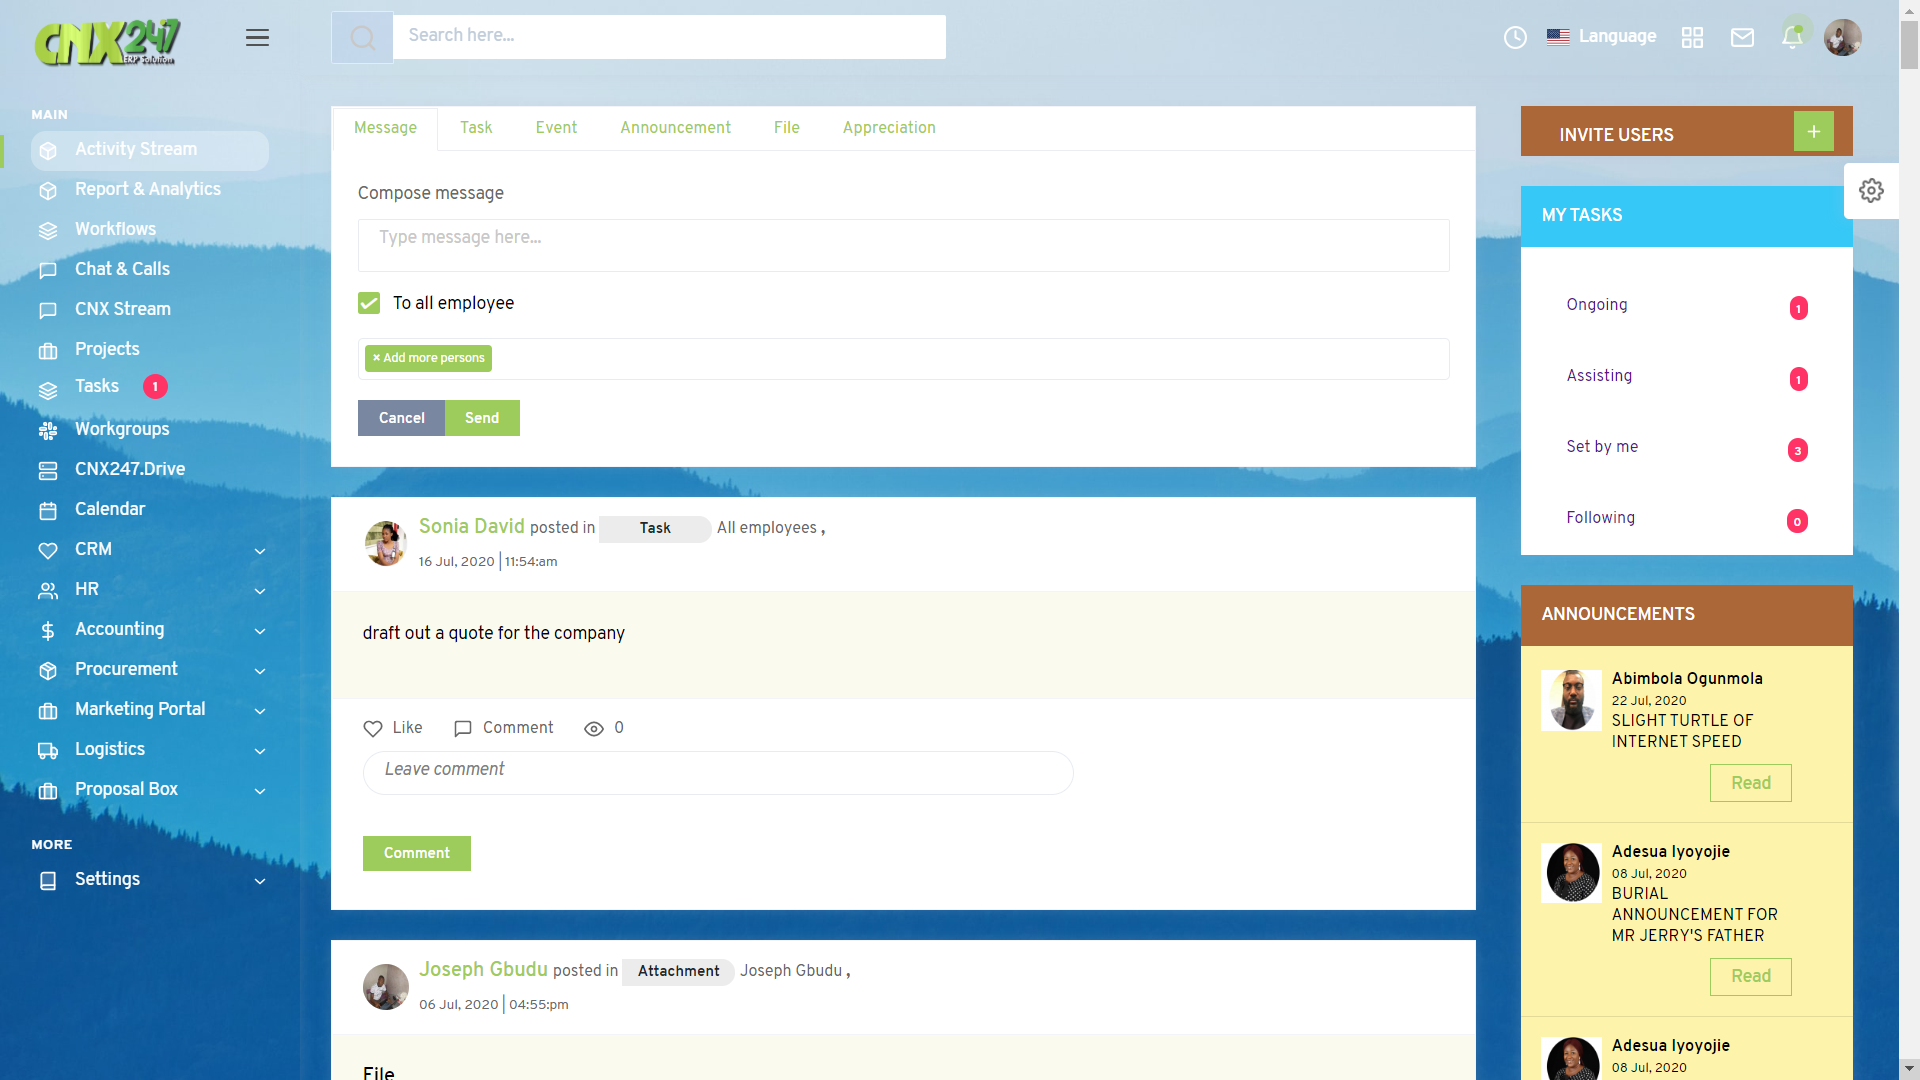 CNX247
ERP Solution
Search here...
Language
MAIN
Activity Stream
Report & Analytics
Workflows
Chat & Calls
CNX Stream
Projects
Tasks 1
Workgroups
CNX247.Drive
Calendar
CRM
HR
Accounting
Procurement
Marketing Portal
Logistics
Proposal Box
MORE
Settings
Message Task Event Announcement File Appreciation
Compose message
Type message here...
To all employee
× Add more persons
Cancel Send
Sonia David posted in Task All employees ,
16 Jul, 2020 | 11:54:am
draft out a quote for the company
Like Comment 0
Leave comment
Comment
Joseph Gbudu posted in Attachment Joseph Gbudu ,
06 Jul, 2020 | 04:55:pm
File
INVITE USERS +
MY TASKS
Ongoing 1
Assisting 1
Set by me 3
Following 0
ANNOUNCEMENTS
Abimbola Ogunmola
22 Jul, 2020
SLIGHT TURTLE OF
INTERNET SPEED
Read
Adesua Iyoyojie
08 Jul, 2020
BURIAL
ANNOUNCEMENT FOR
MR JERRY'S FATHER
Read
Adesua Iyoyojie
08 Jul, 2020